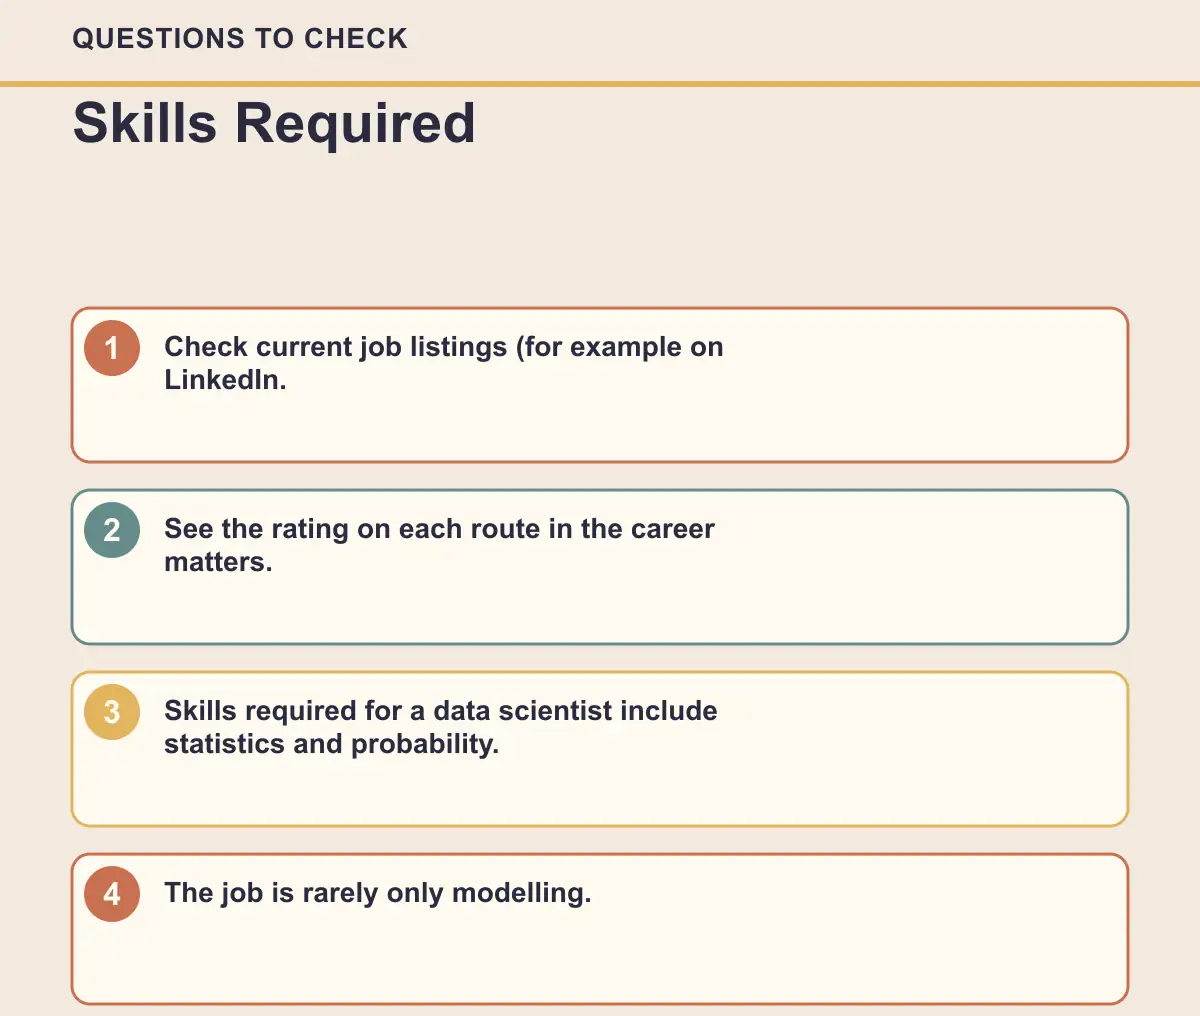 QUESTIONS TO CHECK
Skills Required
1
Check current job listings (for example on
LinkedIn.
2
See the rating on each route in the career
matters.
3
Skills required for a data scientist include
statistics and probability.
4
The job is rarely only modelling.